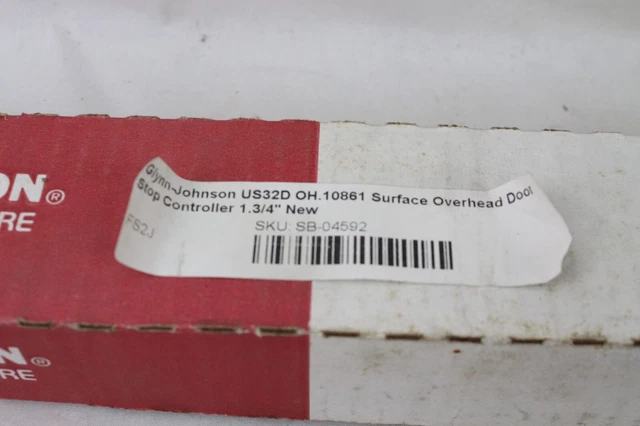 ON®
RE
Glynn-Johnson US32D OH.10861 Surface Overhead Door
Stop Controller 1.3/4" New
FS2J
SKU: SB-04592
ON®
RE